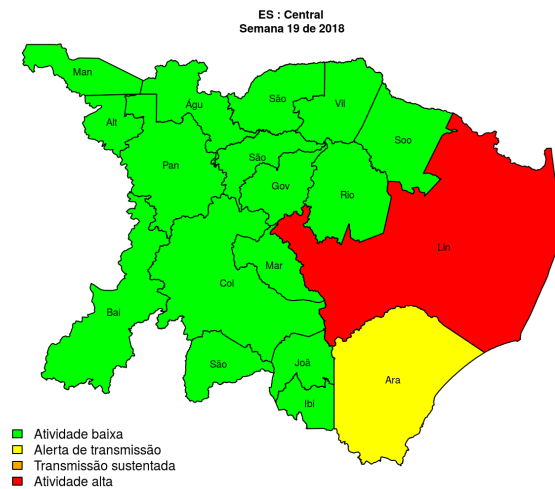 ES : Central
Semana 19 de 2018
Man
Alt
Águ
São
Vil
Soo
Pan
São
Gov
Rio
Lin
Mar
Col
Bai
São
Joã
Ibi
Ara
Atividade baixa
Alerta de transmissão
Transmissão sustentada
Atividade alta